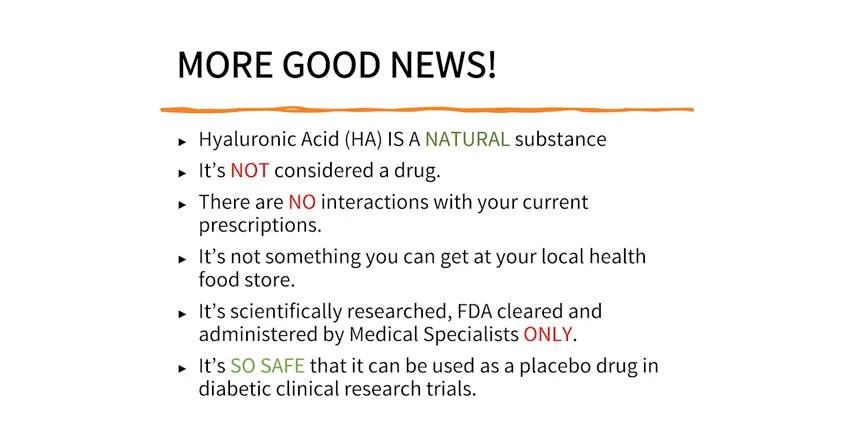 MORE GOOD NEWS!
► Hyaluronic Acid (HA) IS A NATURAL substance
► It’s NOT considered a drug.
► There are NO interactions with your current
prescriptions.
► It’s not something you can get at your local health
food store.
► It’s scientifically researched, FDA cleared and
administered by Medical Specialists ONLY.
► It’s SO SAFE that it can be used as a placebo drug in
diabetic clinical research trials.